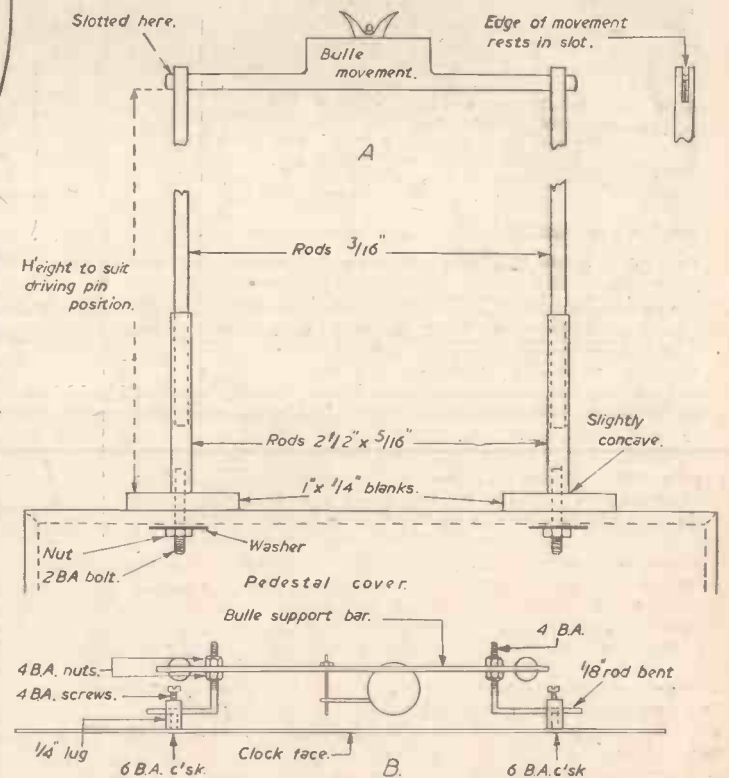 Slotted here.
Bulle
movement.
Edge of movement
rests in slot.
A
Rods 3/16"
Height to suit
driving pin
position.
Rods 2 1/2" x 5/16"
Slightly
concave.
1" x 1/4" blanks.
Nut
Washer
2BA bolt.
Pedestal cover.
Bulle support bar.
4 B.A.
4 B.A. nuts.
4 BA. screws.
1/8" rod bent
1/4" lug
Clock face.
6 B.A. c'sk.
B.
6 B.A. c'sk